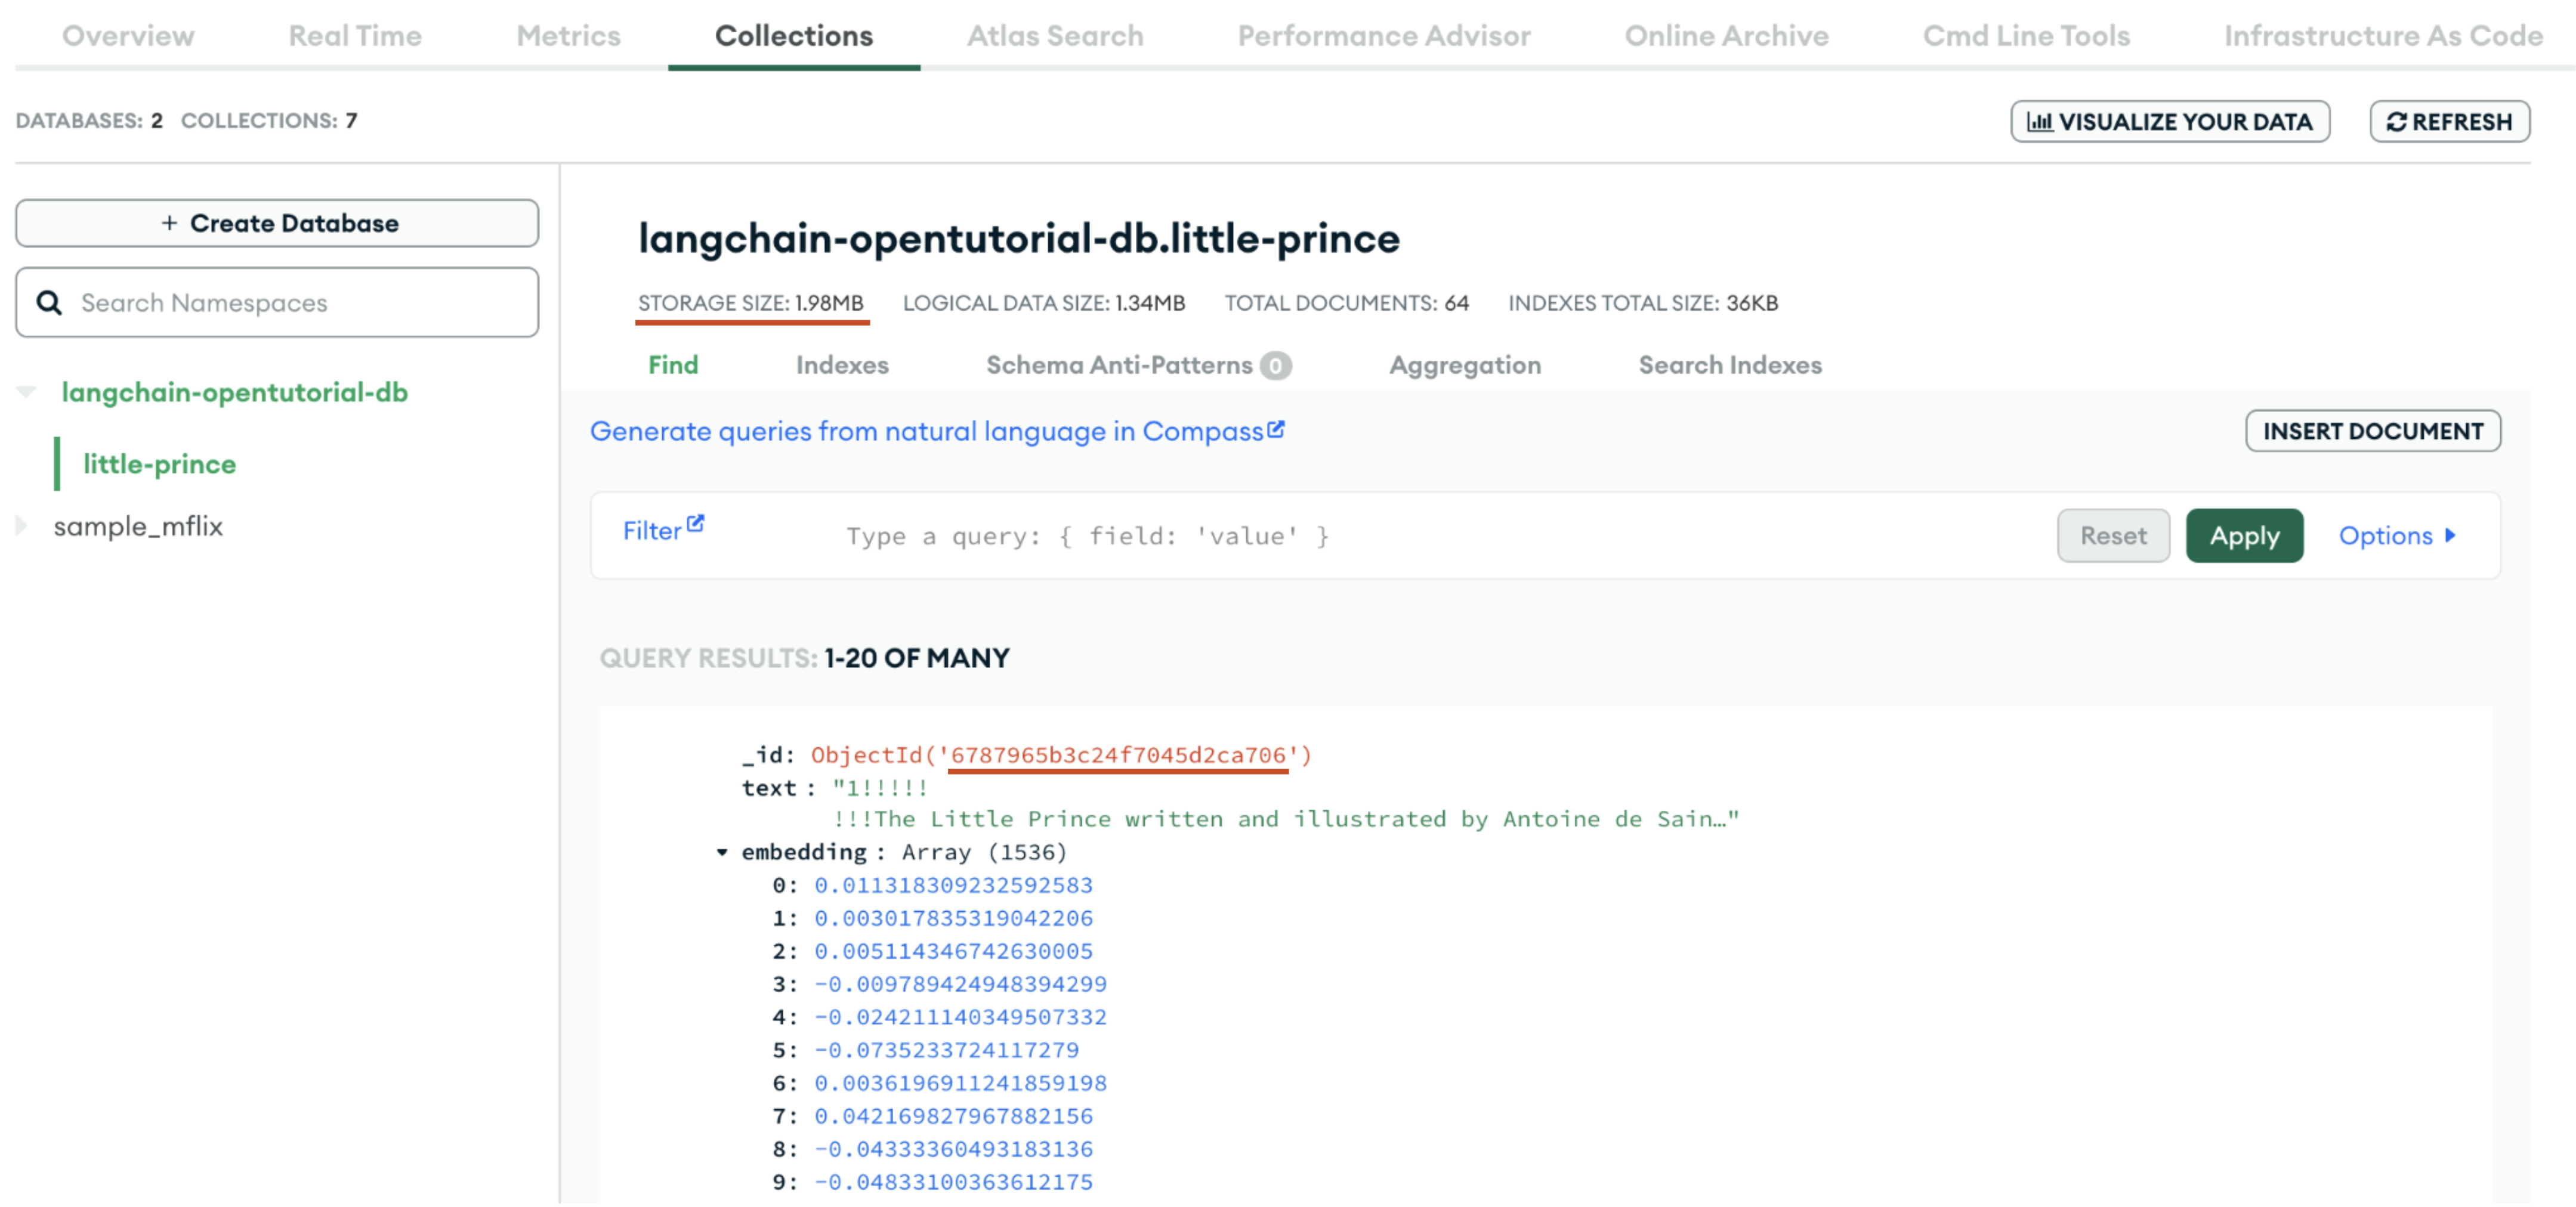 Overview Real Time Metrics Collections Atlas Search Performance Advisor Online Archive Cmd Line Tools Infrastructure As Code
DATABASES: 2 COLLECTIONS: 7
VISUALIZE YOUR DATA REFRESH
+ Create Database
Search Namespaces
langchain-opentutorial-db
little-prince
sample_mflix
langchain-opentutorial-db.little-prince
STORAGE SIZE: 1.98MB LOGICAL DATA SIZE: 1.34MB TOTAL DOCUMENTS: 64 INDEXES TOTAL SIZE: 36KB
Find Indexes Schema Anti-Patterns 0 Aggregation Search Indexes
Generate queries from natural language in Compass
INSERT DOCUMENT
Filter Type a query: { field: 'value' } Reset Apply Options
QUERY RESULTS: 1-20 OF MANY
_id: ObjectId('6787965b3c24f7045d2ca706')
text : "1!!!!!
!!!The Little Prince written and illustrated by Antoine de Sain…"
embedding : Array (1536)
0: 0.011318309232592583
1: 0.003017835319042206
2: 0.005114346742630005
3: -0.009789424948394299
4: -0.024211140349507332
5: -0.0735233724117279
6: 0.0036196911241859198
7: 0.042169827967882156
8: -0.04333360493183136
9: -0.04833100363612175